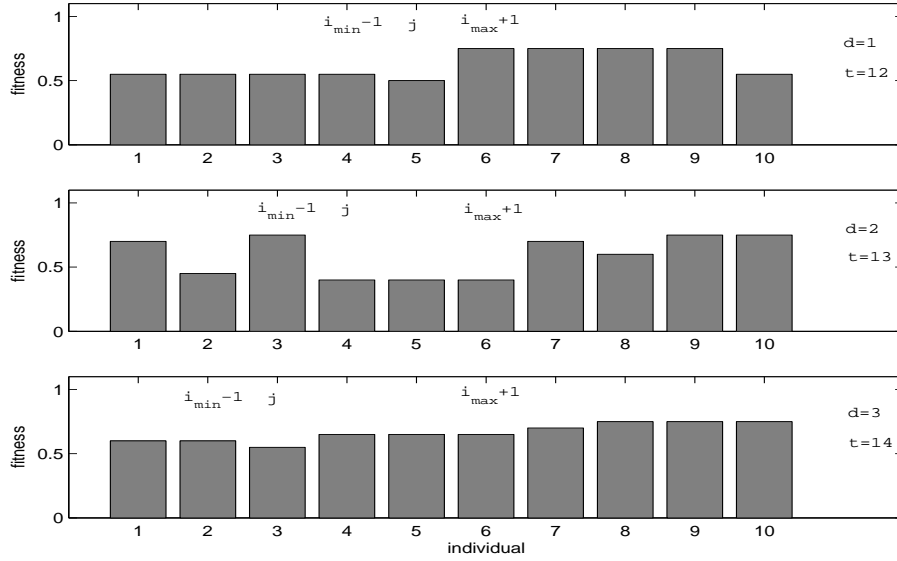 1
i_min−1 j i_max+1
d=1
t=12
0.5
fitness
0
1 2 3 4 5 6 7 8 9 10
1
i_min−1 j i_max+1
d=2
t=13
0.5
fitness
0
1 2 3 4 5 6 7 8 9 10
1
i_min−1 j i_max+1
d=3
t=14
0.5
fitness
0
1 2 3 4 5 6 7 8 9 10
individual